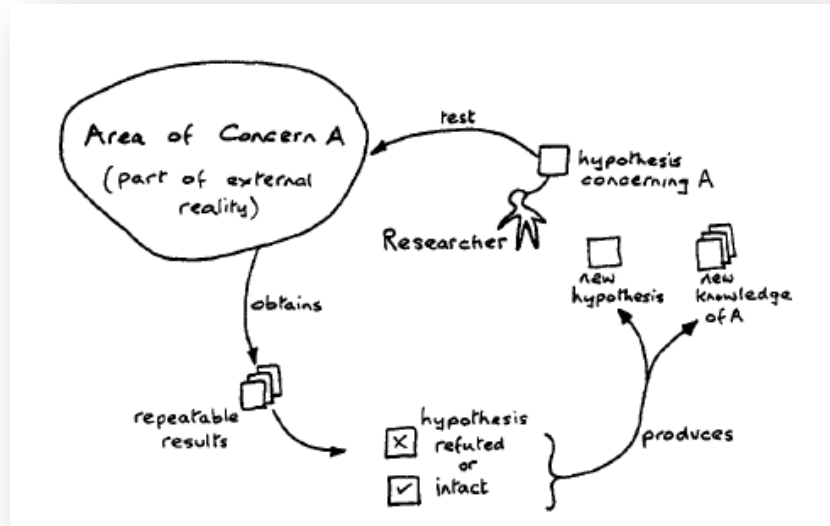 Area of Concern A
(part of external
reality)
test
hypothesis
concerning A
Researcher
obtains
new
hypothesis
new
knowledge
of A
repeatable
results
hypothesis
refuted
or
intact
produces